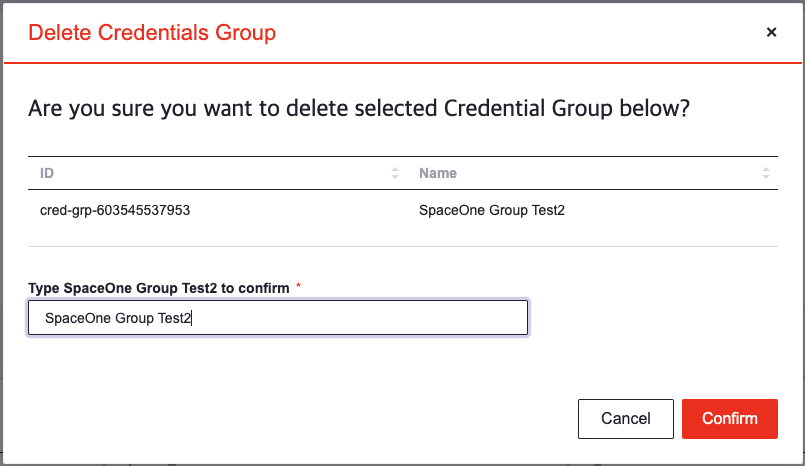 Delete Credentials Group
×
Are you sure you want to delete selected Credential Group below?
ID Name
cred-grp-603545537953 SpaceOne Group Test2
Type SpaceOne Group Test2 to confirm *
SpaceOne Group Test2
Cancel Confirm